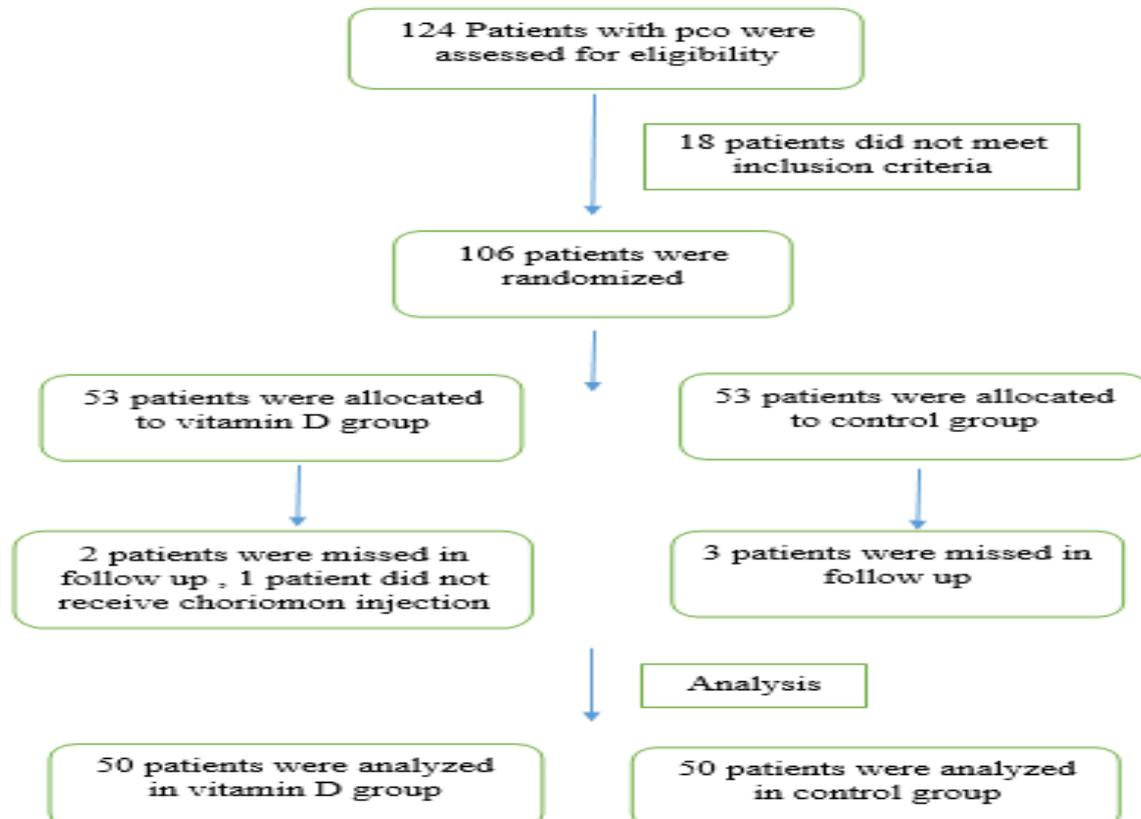 124 Patients with pco were
assessed for eligibility
18 patients did not meet
inclusion criteria
106 patients were
randomized
53 patients were allocated
to vitamin D group
53 patients were allocated
to control group
2 patients were missed in
follow up , 1 patient did not
receive choriomon injection
3 patients were missed in
follow up
Analysis
50 patients were analyzed
in vitamin D group
50 patients were analyzed
in control group